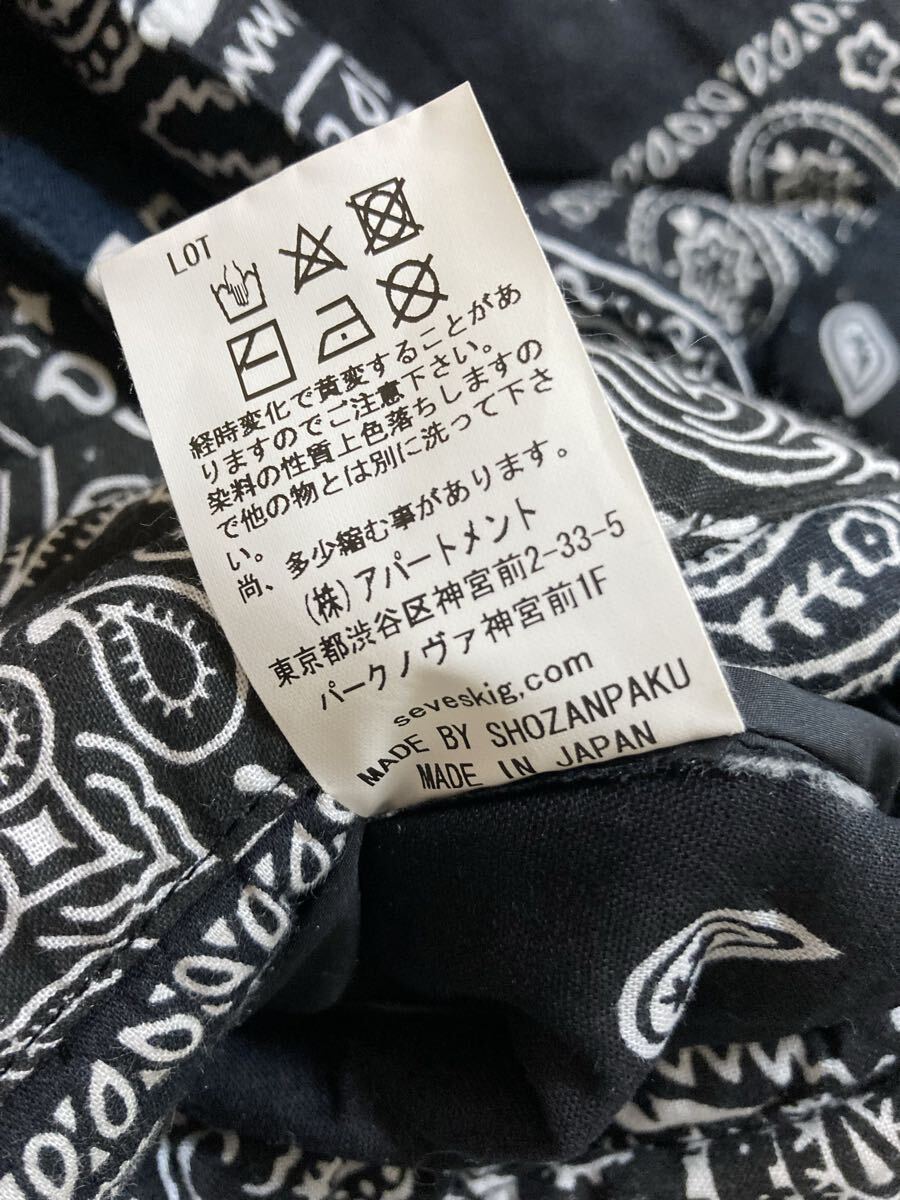 LOT
経時変化で黄変することがあ
りますのでご注意下さい。
染料の性質上色落ちしますの
で他の物とは別に洗って下さ
い。
尚、多少縮む事があります。
(株)アパートメント
東京都渋谷区神宮前2-33-5
パークノヴァ神宮前1F
seveskig.com
MADE BY SHOZANPAKU
MADE IN JAPAN